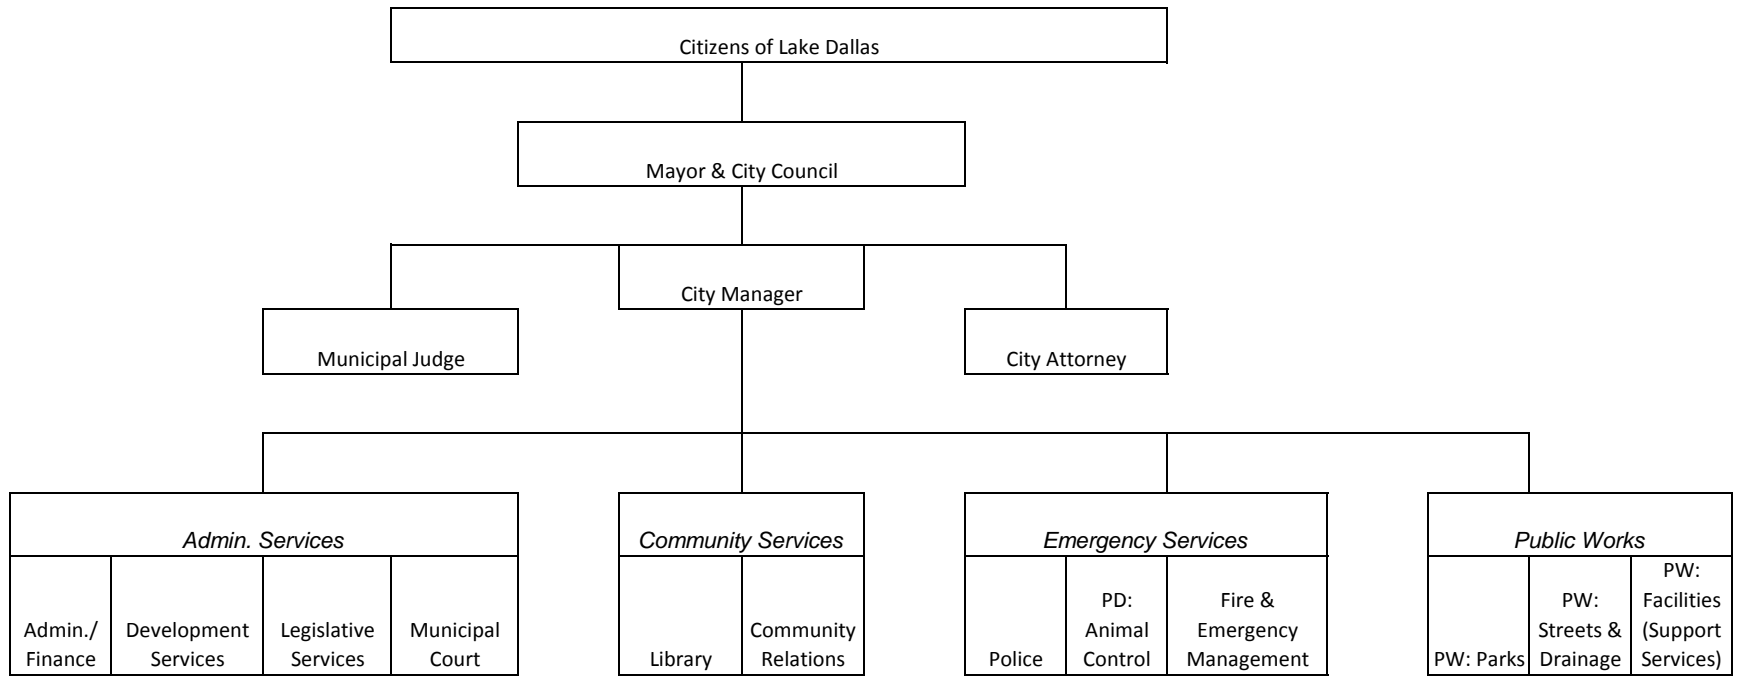 Citizens of Lake Dallas
Mayor & City Council
City Manager
Municipal Judge
City Attorney
Admin. Services
Admin./
Finance
Development
Services
Legislative
Services
Municipal
Court
Community Services
Library
Community
Relations
Emergency Services
Police
PD:
Animal
Control
Fire &
Emergency
Management
Public Works
PW: Parks
PW:
Streets &
Drainage
PW:
Facilities
(Support
Services)